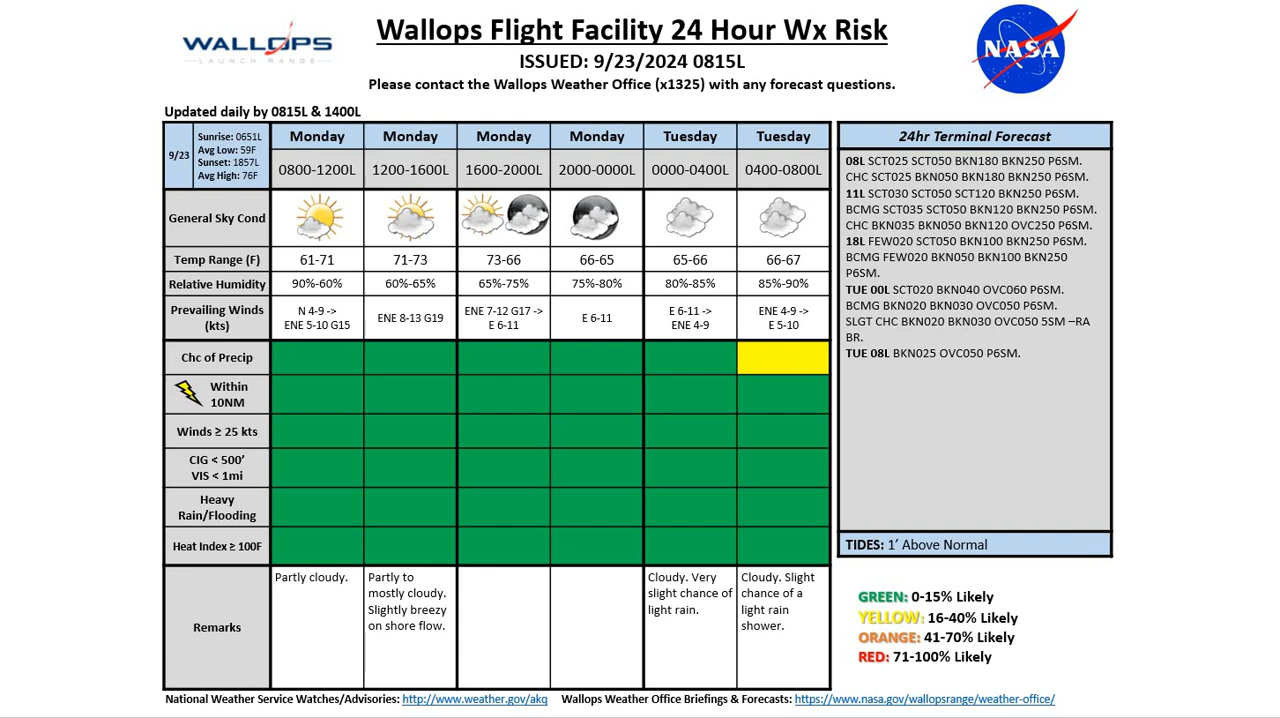 WALLOPS
LAUNCH RANGE
Wallops Flight Facility 24 Hour Wx Risk
ISSUED: 9/23/2024 0815L
Please contact the Wallops Weather Office (x1325) with any forecast questions.
NASA
Updated daily by 0815L & 1400L
9/23
Sunrise: 0651L
Avg Low: 59F
Sunset: 1857L
Avg High: 76F
Monday Monday Monday Monday Tuesday Tuesday
0800-1200L 1200-1600L 1600-2000L 2000-0000L 0000-0400L 0400-0800L
General Sky Cond
Temp Range (F) 61-71 71-73 73-66 66-65 65-66 66-67
Relative Humidity 90%-60% 60%-65% 65%-75% 75%-80% 80%-85% 85%-90%
Prevailing Winds (kts)
N 4-9 -> ENE 5-10 G15
ENE 8-13 G19
ENE 7-12 G17 -> E 6-11
E 6-11
E 6-11 -> ENE 4-9
ENE 4-9 -> E 5-10
Chc of Precip
Within
10NM
Winds ≥ 25 kts
CIG < 500’
VIS < 1mi
Heavy
Rain/Flooding
Heat Index ≥ 100F
Remarks
Partly cloudy.
Partly to
mostly cloudy.
Slightly breezy
on shore flow.
Cloudy. Very
slight chance of
light rain.
Cloudy. Slight
chance of a
light rain
shower.
24hr Terminal Forecast
08L SCT025 SCT050 BKN180 BKN250 P6SM.
CHC SCT025 BKN050 BKN180 BKN250 P6SM.
11L SCT030 SCT050 SCT120 BKN250 P6SM.
BCMG SCT035 SCT050 BKN120 BKN250 P6SM.
CHC BKN035 BKN050 BKN120 OVC250 P6SM.
18L FEW020 SCT050 BKN100 BKN250 P6SM.
BCMG FEW020 BKN050 BKN100 BKN250
P6SM.
TUE 00L SCT020 BKN040 OVC060 P6SM.
BCMG BKN020 BKN030 OVC050 P6SM.
SLGT CHC BKN020 BKN030 OVC050 5SM –RA
BR.
TUE 08L BKN025 OVC050 P6SM.
TIDES: 1’ Above Normal
GREEN: 0-15% Likely
YELLOW: 16-40% Likely
ORANGE: 41-70% Likely
RED: 71-100% Likely
National Weather Service Watches/Advisories: http://www.weather.gov/akq Wallops Weather Office Briefings & Forecasts: https://www.nasa.gov/wallopsrange/weather-office/